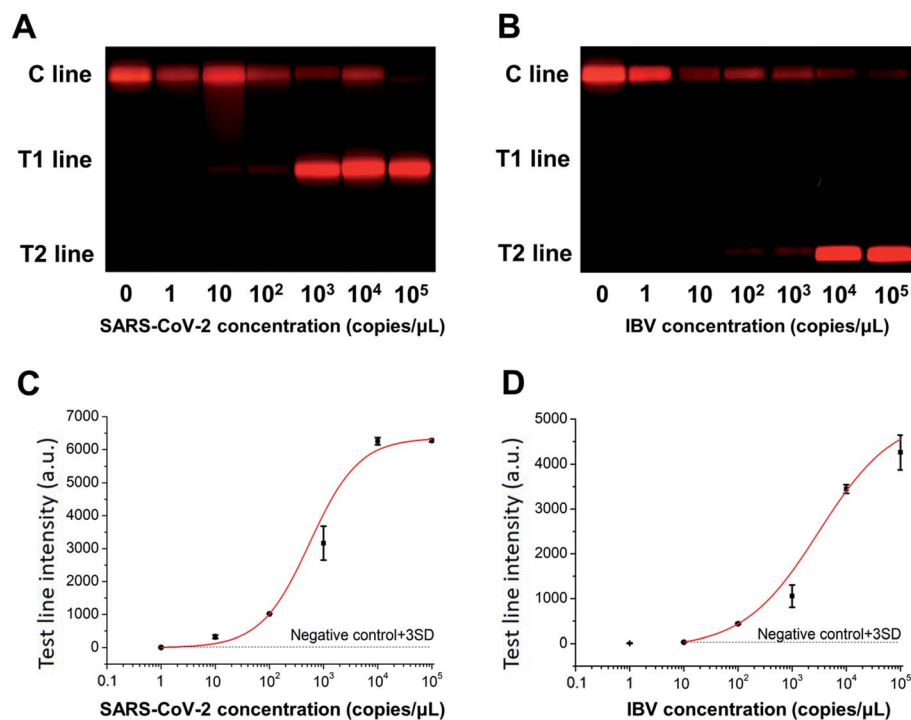 A
B
C line
T1 line
T2 line
0 1 10 10² 10³ 10⁴ 10⁵
SARS-CoV-2 concentration (copies/μL)
C line
T1 line
T2 line
0 1 10 10² 10³ 10⁴ 10⁵
IBV concentration (copies/μL)
C
D
Test line intensity (a.u.)
7000
6000
5000
4000
3000
2000
1000
0
Negative control+3SD
0.1 1 10 10² 10³ 10⁴ 10⁵
SARS-CoV-2 concentration (copies/μL)
Test line intensity (a.u.)
5000
4000
3000
2000
1000
0
Negative control+3SD
0.1 1 10 10² 10³ 10⁴ 10⁵
IBV concentration (copies/μL)